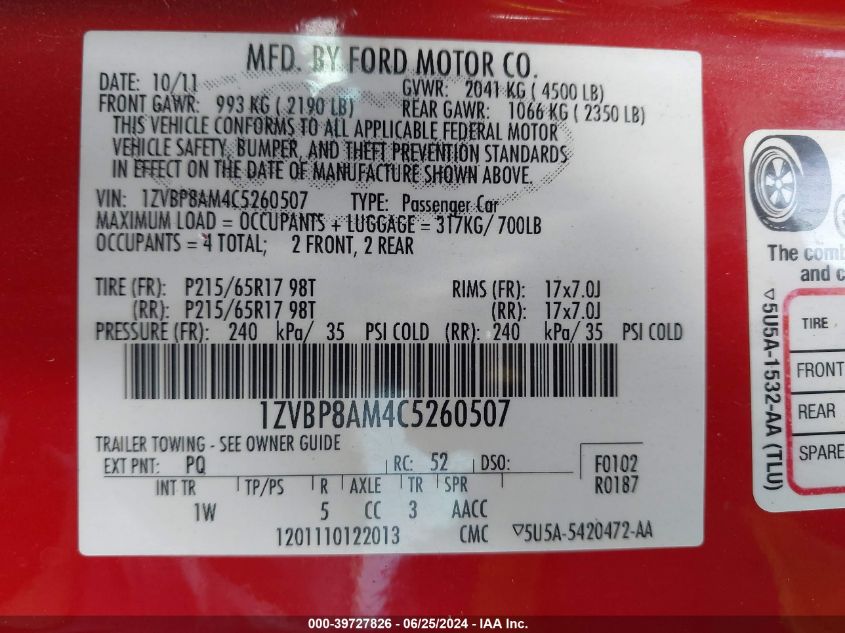 MFD. BY FORD MOTOR CO.
DATE: 10/11 GVWR: 2041 KG ( 4500 LB)
FRONT GAWR: 993 KG ( 2190 LB) REAR GAWR: 1066 KG ( 2350 LB)
THIS VEHICLE CONFORMS TO ALL APPLICABLE FEDERAL MOTOR
VEHICLE SAFETY, BUMPER, AND THEFT PREVENTION STANDARDS
IN EFFECT ON THE DATE OF MANUFACTURE SHOWN ABOVE.
VIN: 1ZVBP8AM4C5260507 TYPE: Passenger Car
MAXIMUM LOAD = OCCUPANTS + LUGGAGE = 317KG/ 700LB
OCCUPANTS = 4 TOTAL; 2 FRONT, 2 REAR
TIRE (FR): P215/65R17 98T RIMS (FR): 17x7.0J
(RR): P215/65R17 98T (RR): 17x7.0J
PRESSURE (FR): 240 kPa/ 35 PSI COLD (RR): 240 kPa/ 35 PSI COLD
1ZVBP8AM4C5260507
TRAILER TOWING - SEE OWNER GUIDE
EXT PNT: PQ RC: 52 DSO: F0102
R0187
INT TR TP/PS R AXLE TR SPR
1W 5 CC 3 AACC
1201110122013 CMC ▽5U5A-5420472-AA
The comb
and c
▽5U5A-1532-AA (TLU)
TIRE
FRONT
REAR
SPARE
000-39727826 - 06/25/2024 - IAA Inc.